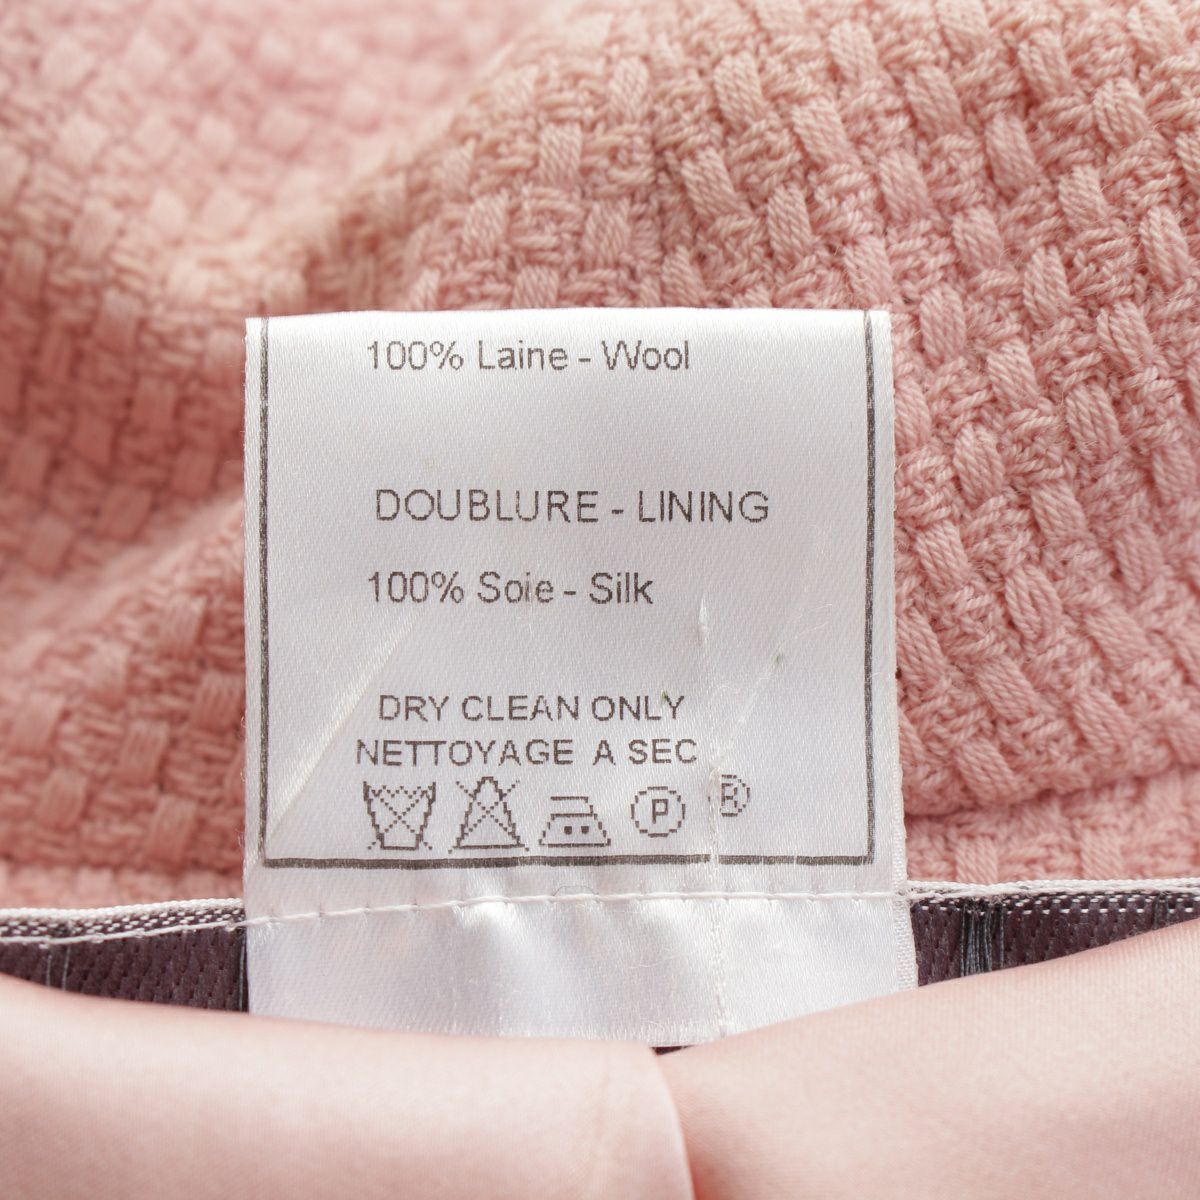 100% Laine - Wool
DOUBLURE - LINING
100% Soie - Silk
DRY CLEAN ONLY
NETTOYAGE A SEC
P ®